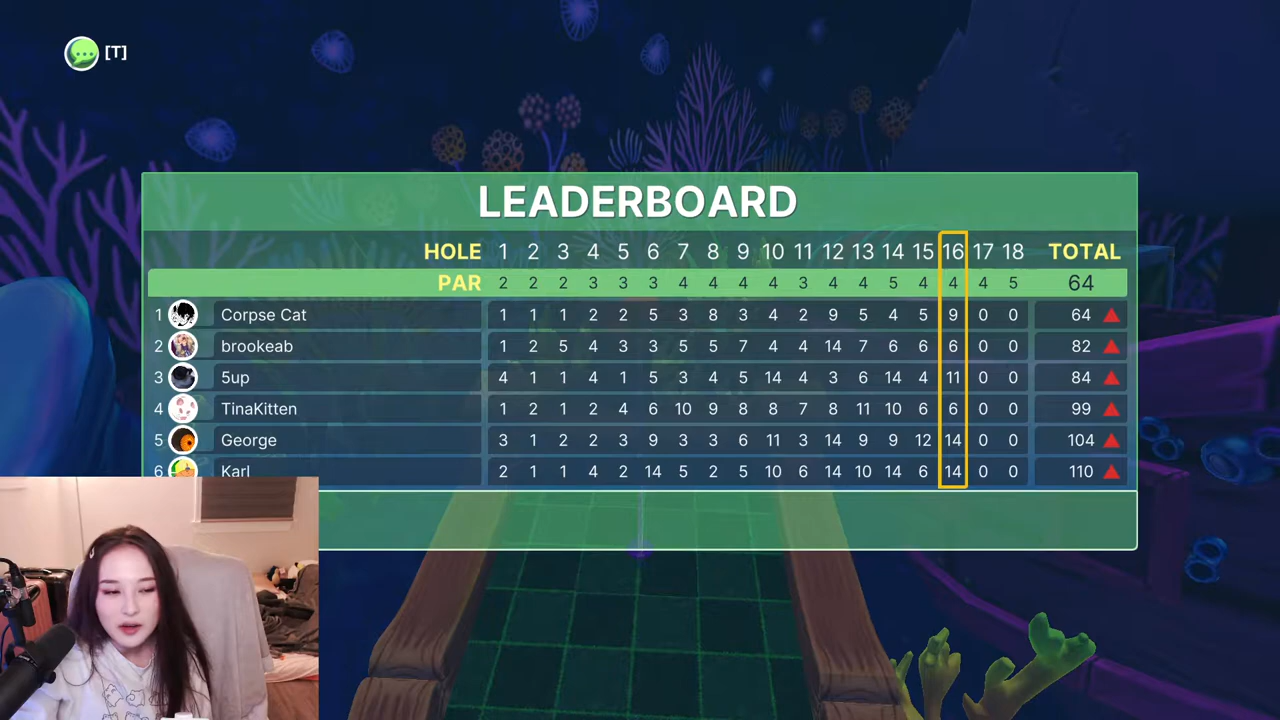 [T]
LEADERBOARD
HOLE 1 2 3 4 5 6 7 8 9 10 11 12 13 14 15 16 17 18 TOTAL
PAR 2 2 2 3 3 3 4 4 4 4 3 4 4 5 4 4 4 5 64
1 Corpse Cat 1 1 1 2 2 5 3 8 3 4 2 9 5 4 5 9 0 0 64
2 brookeab 1 2 5 4 3 3 5 5 7 4 4 14 7 6 6 6 0 0 82
3 5up 4 1 1 4 1 5 3 4 5 14 4 3 6 14 4 11 0 0 84
4 TinaKitten 1 2 1 2 4 6 10 9 8 8 7 8 11 10 6 6 0 0 99
5 George 3 1 2 2 3 9 3 3 6 11 3 14 9 9 12 14 0 0 104
6 Karl 2 1 1 4 2 14 5 2 5 10 6 14 10 14 6 14 0 0 110